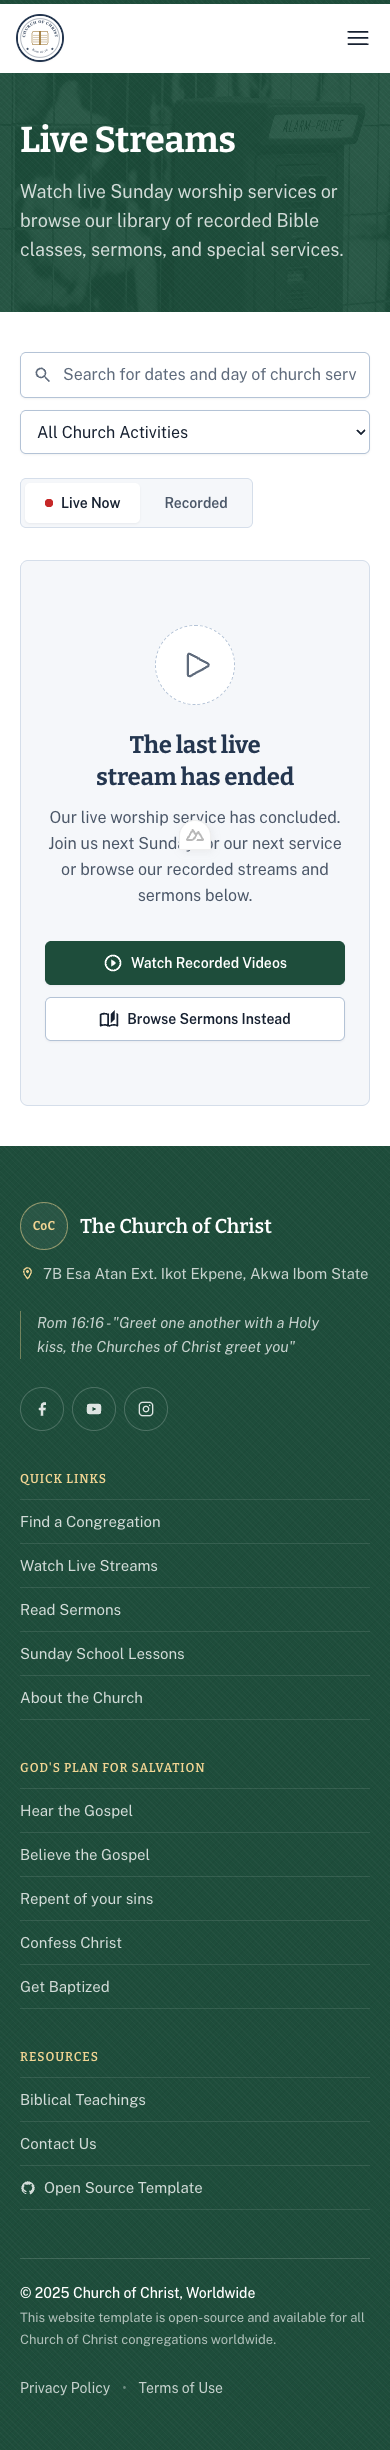 CHURCH OF CHRIST
ALARM-POLITIE
Live Streams
Watch live Sunday worship services or
browse our library of recorded Bible
classes, sermons, and special services.
Search for dates and day of church serv
All Church Activities
Live Now
Recorded
The last live
stream has ended
Our live worship service has concluded.
Join us next Sunday for our next service
or browse our recorded streams and
sermons below.
Watch Recorded Videos
Browse Sermons Instead
CoC
The Church of Christ
7B Esa Atan Ext. Ikot Ekpene, Akwa Ibom State
Rom 16:16 - "Greet one another with a Holy
kiss, the Churches of Christ greet you"
QUICK LINKS
Find a Congregation
Watch Live Streams
Read Sermons
Sunday School Lessons
About the Church
GOD'S PLAN FOR SALVATION
Hear the Gospel
Believe the Gospel
Repent of your sins
Confess Christ
Get Baptized
RESOURCES
Biblical Teachings
Contact Us
Open Source Template
© 2025 Church of Christ, Worldwide
This website template is open-source and available for all
Church of Christ congregations worldwide.
Privacy Policy • Terms of Use